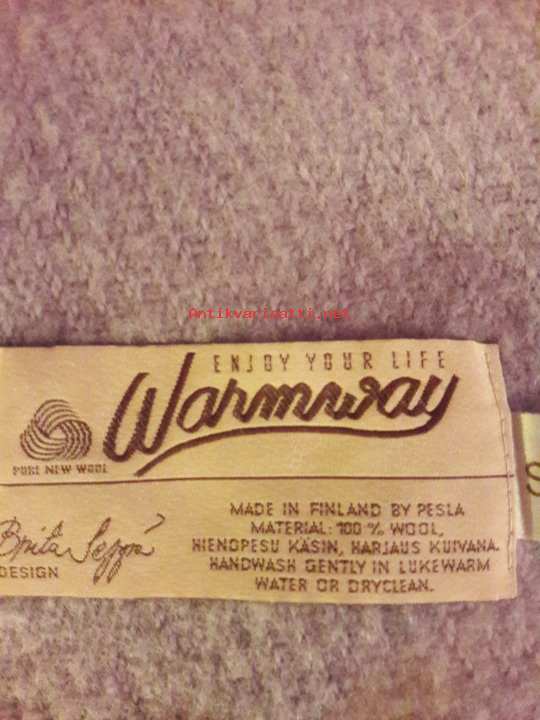 Antikvariaatti.net
ENJOY YOUR LIFE
Warmway
PURE NEW WOOL
MADE IN FINLAND BY PESLA
MATERIAL: 100 % WOOL,
HIENOPESU KÄSIN, HARJAUS KUIVANA.
HANDWASH GENTLY IN LUKEWARM
WATER OR DRYCLEAN.
Seppä
DESIGN
S